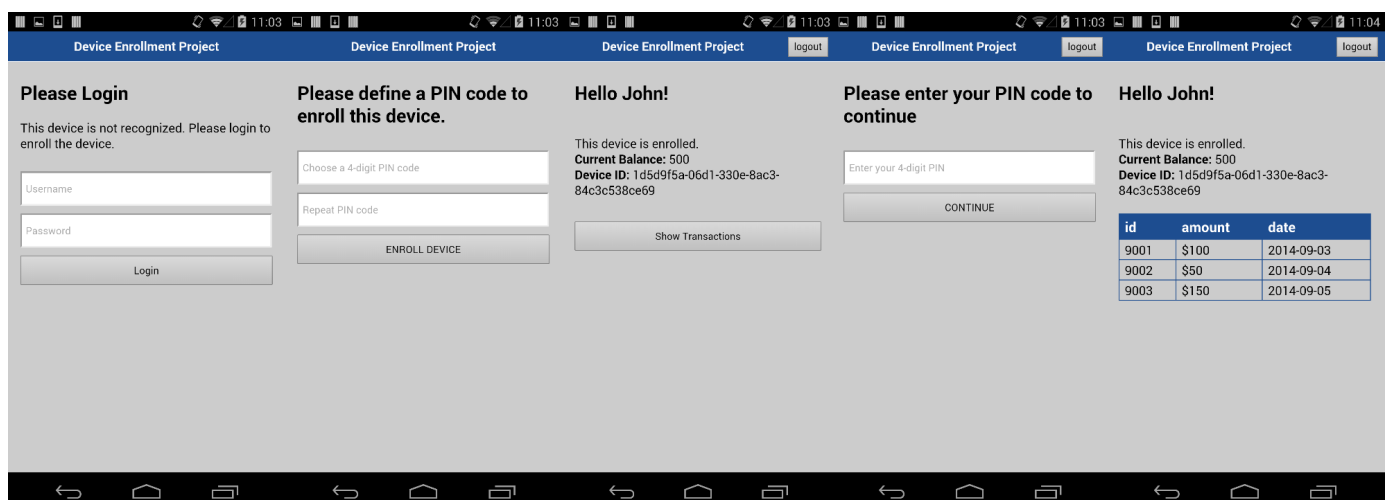 11:03
Device Enrollment Project
Please Login
This device is not recognized. Please login to
enroll the device.
Username
Password
Login
11:03
Device Enrollment Project
Please define a PIN code to
enroll this device.
Choose a 4-digit PIN code
Repeat PIN code
ENROLL DEVICE
11:03
Device Enrollment Project
logout
Hello John!
This device is enrolled.
Current Balance: 500
Device ID: 1d5d9f5a-06d1-330e-8ac3-
84c3c538ce69
Show Transactions
11:03
Device Enrollment Project
logout
Please enter your PIN code to
continue
Enter your 4-digit PIN
CONTINUE
11:04
Device Enrollment Project
logout
Hello John!
This device is enrolled.
Current Balance: 500
Device ID: 1d5d9f5a-06d1-330e-8ac3-
84c3c538ce69
id amount date
9001 $100 2014-09-03
9002 $50 2014-09-04
9003 $150 2014-09-05